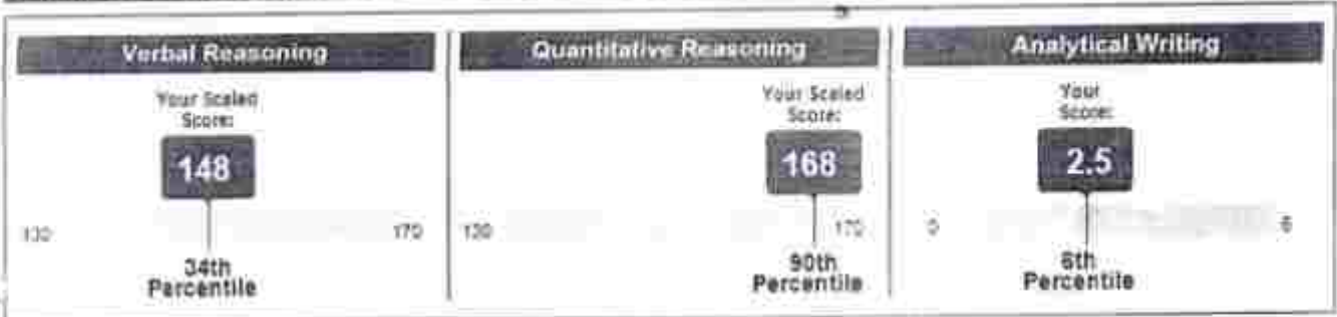 Verbal Reasoning
Your Scaled
Score:
148
130
170
34th
Percentile
Quantitative Reasoning
Your Scaled
Score:
168
130
170
90th
Percentile
Analytical Writing
Your
Score:
2.5
0
6
6th
Percentile